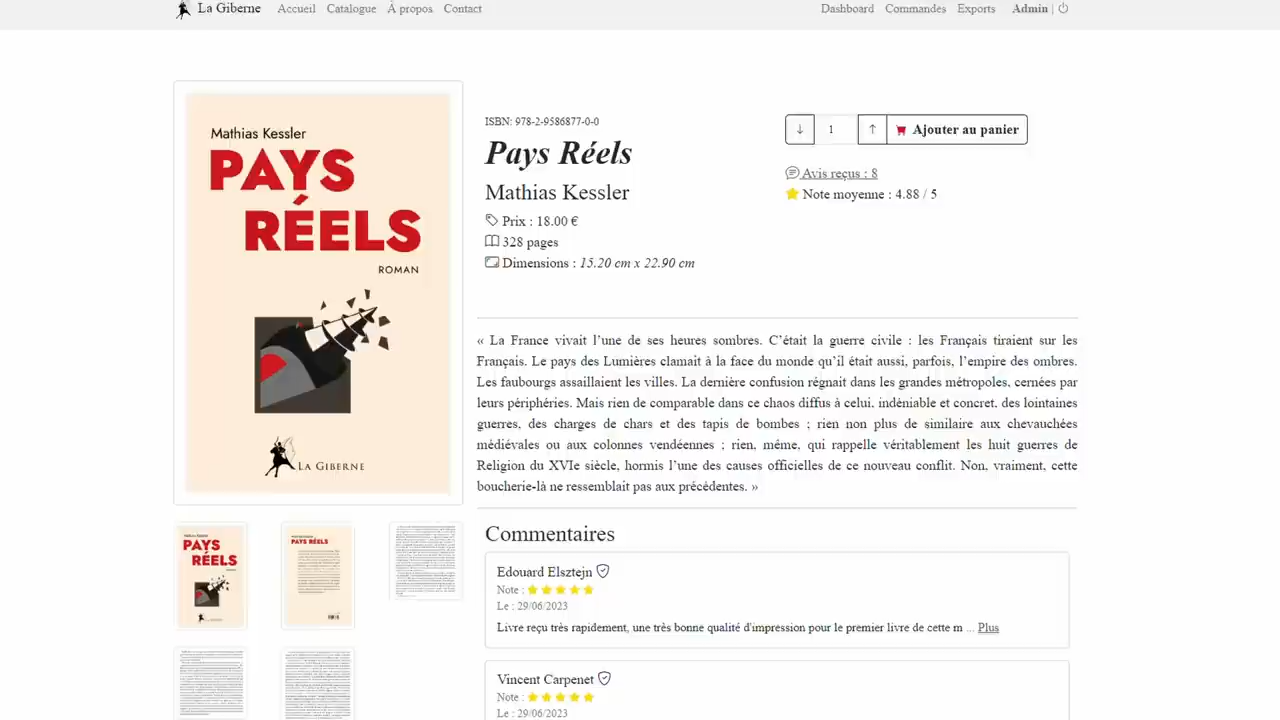 La Giberne Accueil Catalogue À propos Contact Dashboard Commandes Exports Admin |
Mathias Kessler
PAYS
RÉELS
ROMAN
LA GIBERNE
ISBN: 978-2-9586877-0-0
Pays Réels
Mathias Kessler
Prix : 18.00 €
328 pages
Dimensions : 15.20 cm x 22.90 cm
↓ 1 ↑ Ajouter au panier
Avis reçus : 8
Note moyenne : 4.88 / 5
« La France vivait l’une de ses heures sombres. C’était la guerre civile : les Français tiraient sur les
Français. Le pays des Lumières clamait à la face du monde qu’il était aussi, parfois, l’empire des ombres.
Les faubourgs assaillaient les villes. La dernière confusion régnait dans les grandes métropoles, cernées par
leurs périphéries. Mais rien de comparable dans ce chaos diffus à celui, indéniable et concret, des lointaines
guerres, des charges de chars et des tapis de bombes ; rien non plus de similaire aux chevauchées
médiévales ou aux colonnes vendéennes ; rien, même, qui rappelle véritablement les huit guerres de
Religion du XVIe siècle, hormis l’une des causes officielles de ce nouveau conflit. Non, vraiment, cette
boucherie-là ne ressemblait pas aux précédentes. »
PAYS
RÉELS
PAYS RÉELS
Commentaires
Edouard Elsztejn
Note :
Le : 29/06/2023
Livre reçu très rapidement, une très bonne qualité d'impression pour le premier livre de cette m ... Plus
Vincent Carpenet
Note :
Le : 29/06/2023